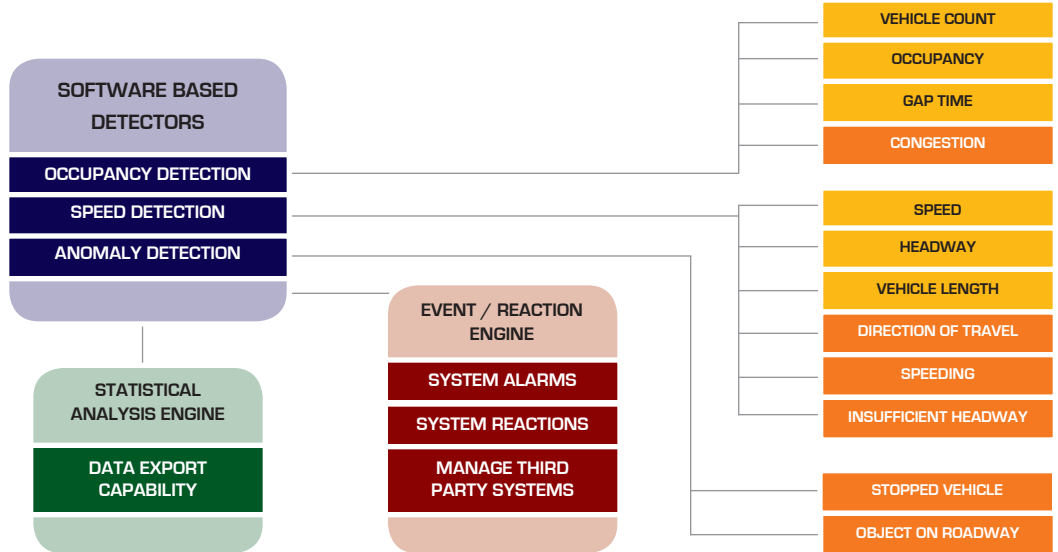 SOFTWARE BASED
DETECTORS
OCCUPANCY DETECTION
SPEED DETECTION
ANOMALY DETECTION
STATISTICAL
ANALYSIS ENGINE
DATA EXPORT
CAPABILITY
EVENT / REACTION
ENGINE
SYSTEM ALARMS
SYSTEM REACTIONS
MANAGE THIRD
PARTY SYSTEMS
VEHICLE COUNT
OCCUPANCY
GAP TIME
CONGESTION
SPEED
HEADWAY
VEHICLE LENGTH
DIRECTION OF TRAVEL
SPEEDING
INSUFFICIENT HEADWAY
STOPPED VEHICLE
OBJECT ON ROADWAY